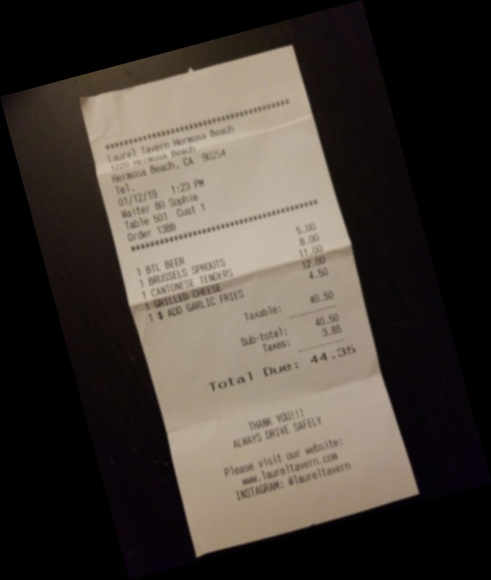 ********************************
Laurel Tavern Hermosa Beach
1220 Hermosa Beach
Hermosa Beach, CA 90254
Tel.
01/12/19 1:23 PM
Waiter 80 Sophie
Table 501 Cust 1
Order 1388
********************************
1 BTL BEER 5.00
1 BRUSSELS SPROUTS 8.00
1 CANTONESE TENDERS 11.00
1 GRILLED CHEESE 12.00
1 $ ADD GARLIC FRIES 4.50
Taxable: 40.50
Sub-total: 40.50
Taxes: 3.85
Total Due: 44.35
THANK YOU!!!
ALWAYS DRIVE SAFELY
Please visit our website:
www.laureltavern.com
INSTAGRAM: #laureltavern